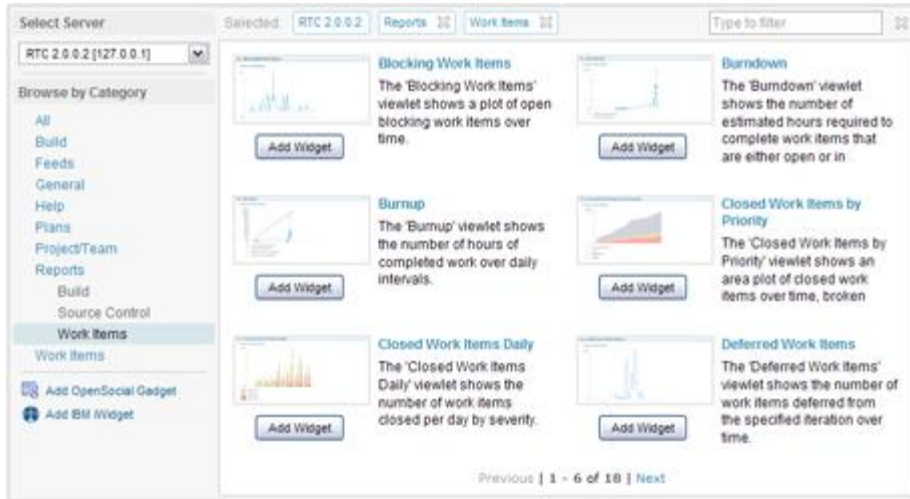 Select Server
RTC 2.0.0.2 [127.0.0.1]
Browse by Category
All
Build
Feeds
General
Help
Plans
Project/Team
Reports
Build
Source Control
Work Items
Work Items
Add OpenSocial Gadget
Add IBM iWidget
Selected: RTC 2.0.0.2 Reports Work Items
Type to filter
Blocking Work Items
The 'Blocking Work Items'
viewlet shows a plot of open
blocking work items over
time.
Add Widget
Burndown
The 'Burndown' viewlet
shows the number of
estimated hours required to
complete work items that
are either open or in
Add Widget
Burnup
The 'Burnup' viewlet shows
the number of hours of
completed work over daily
intervals.
Add Widget
Closed Work Items by
Priority
The 'Closed Work Items by
Priority' viewlet shows an
area plot of closed work
items over time, broken
Add Widget
Closed Work Items Daily
The 'Closed Work Items
Daily' viewlet shows the
number of work items
closed per day by severity.
Add Widget
Deferred Work Items
The 'Deferred Work Items'
viewlet shows the number of
work items deferred from
the specified iteration over
time.
Add Widget
Previous | 1 - 6 of 18 | Next